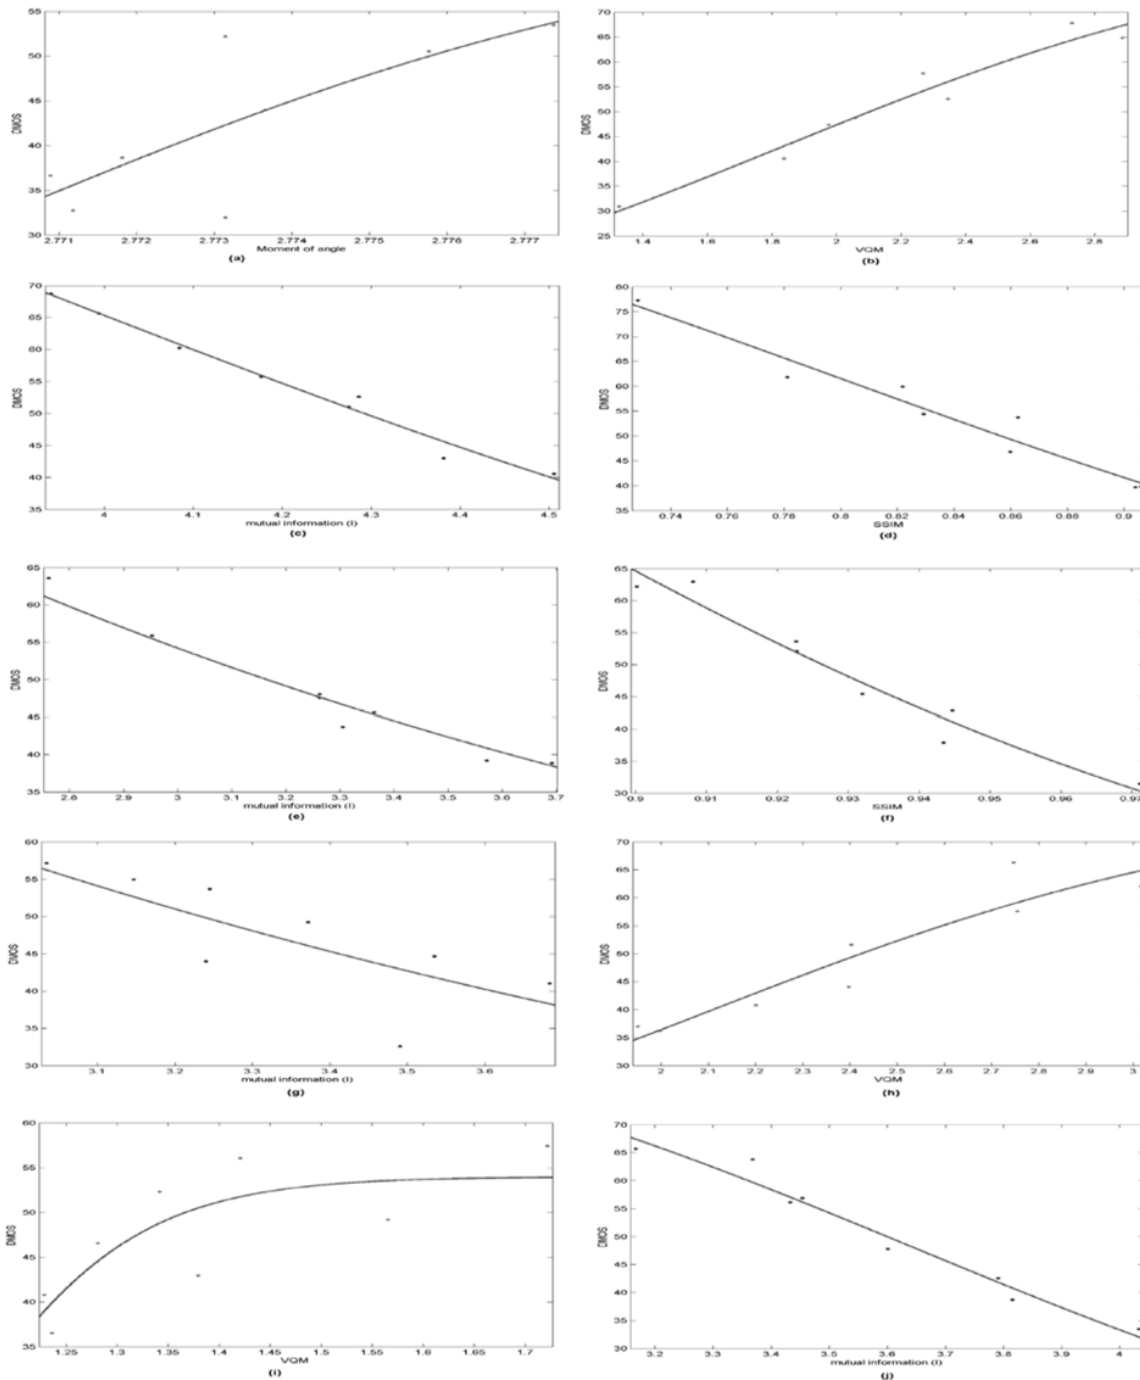 55
50
45
40
35
30
DMOS
2.771 2.772 2.773 2.774 2.775 2.776 2.777
Moment of angle
(a)
70
65
60
55
50
45
40
35
30
25
DMOS
1.4 1.6 1.8 2 2.2 2.4 2.6 2.8
VQM
(b)
70
65
60
55
50
45
40
35
DMOS
4 4.1 4.2 4.3 4.4 4.5
mutual information (I)
(c)
80
75
70
65
60
55
50
45
40
35
DMOS
0.74 0.76 0.78 0.8 0.82 0.84 0.86 0.88 0.9
SSIM
(d)
65
60
55
50
45
40
35
DMOS
2.8 2.9 3 3.1 3.2 3.3 3.4 3.5 3.6 3.7
mutual information (I)
(e)
65
60
55
50
45
40
35
30
DMOS
0.9 0.91 0.92 0.93 0.94 0.95 0.96 0.97
SSIM
(f)
60
55
50
45
40
35
30
DMOS
3.1 3.2 3.3 3.4 3.5 3.6
mutual information (I)
(g)
70
65
60
55
50
45
40
35
30
DMOS
2 2.1 2.2 2.3 2.4 2.5 2.6 2.7 2.8 2.9 3
VQM
(h)
60
55
50
45
40
35
DMOS
1.25 1.3 1.35 1.4 1.45 1.5 1.55 1.6 1.65 1.7
VQM
(i)
70
65
60
55
50
45
40
35
30
DMOS
3.2 3.3 3.4 3.5 3.6 3.7 3.8 3.9 4
mutual information (I)
(j)